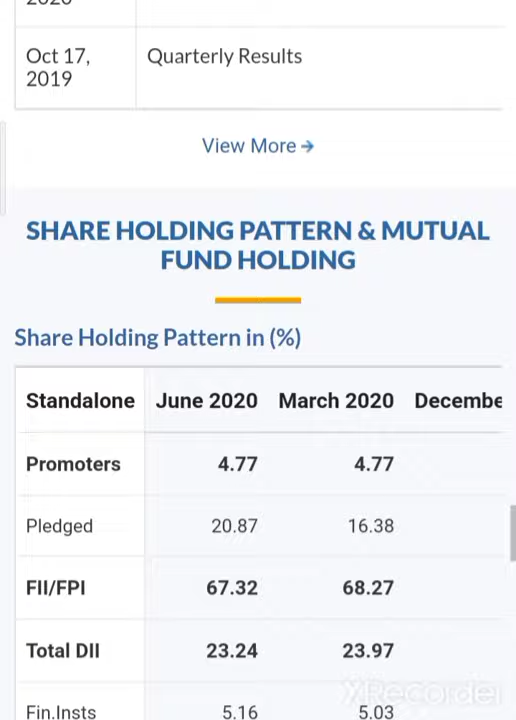 2020
Oct 17, Quarterly Results
2019
View More →
SHARE HOLDING PATTERN & MUTUAL
FUND HOLDING
Share Holding Pattern in (%)
Standalone June 2020 March 2020 Decembe
Promoters 4.77 4.77
Pledged 20.87 16.38
FII/FPI 67.32 68.27
Total DII 23.24 23.97
Fin.Insts 5.16 5.03
XRecorder